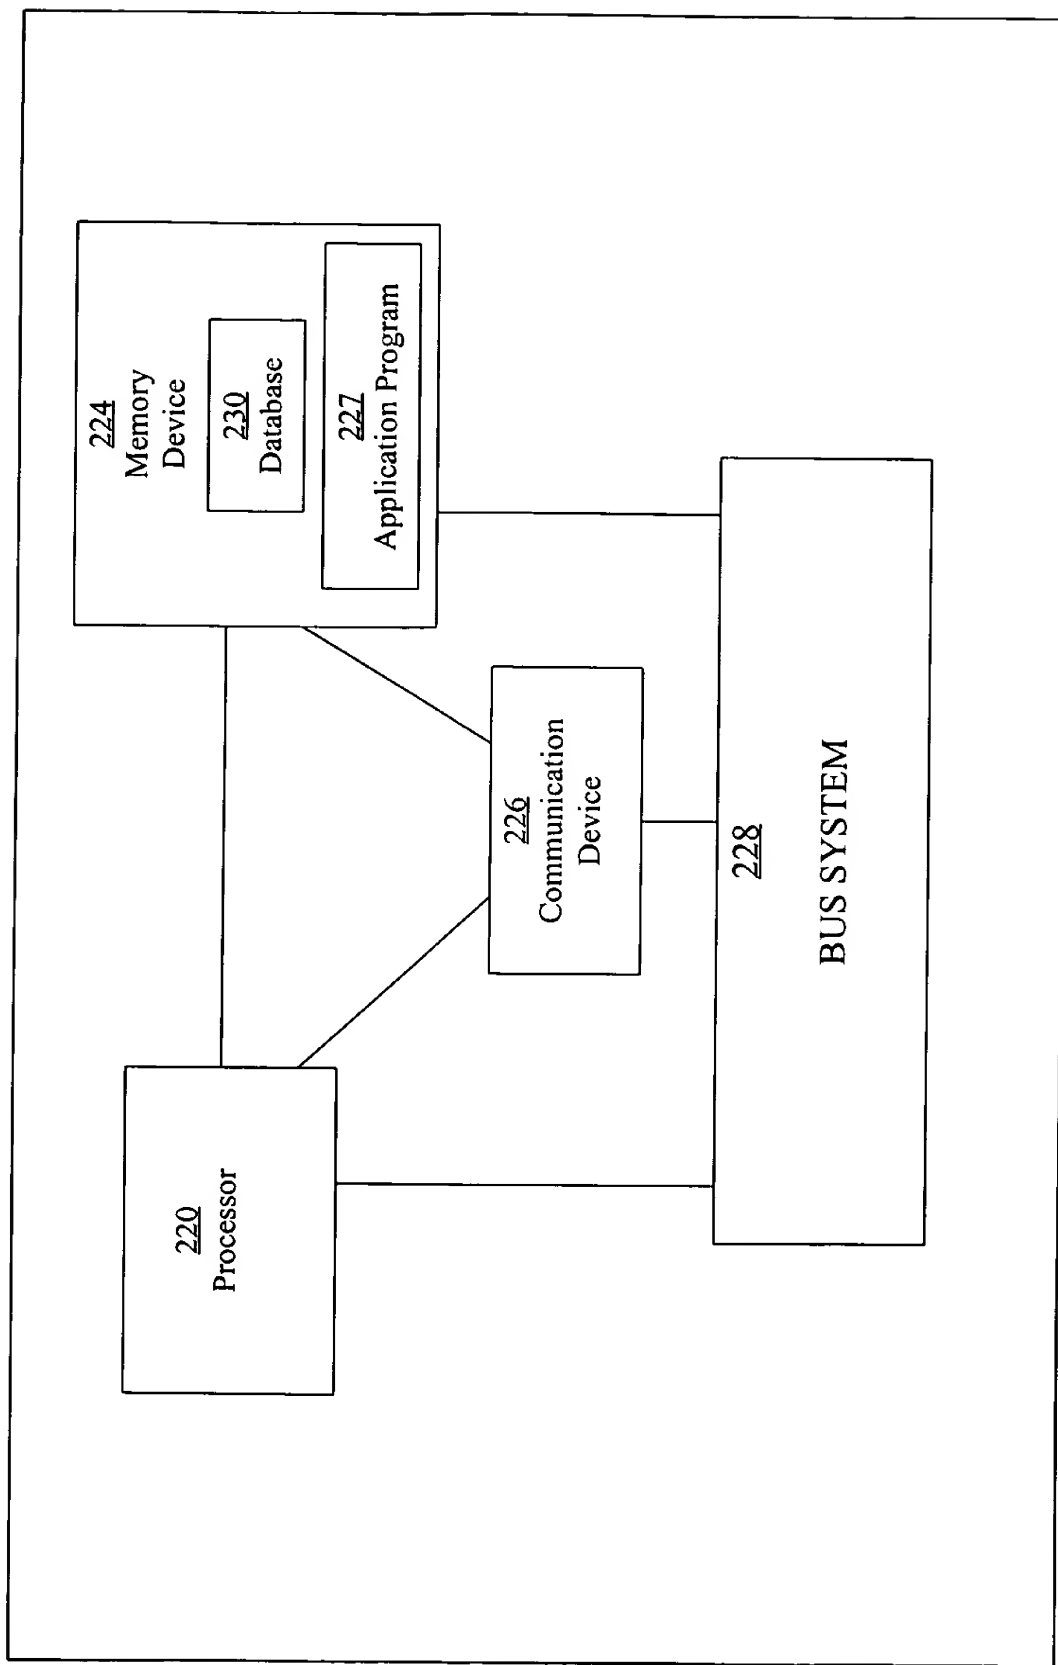 220
Processor
224
Memory
Device
230
Database
227
Application Program
226
Communication
Device
228
BUS SYSTEM